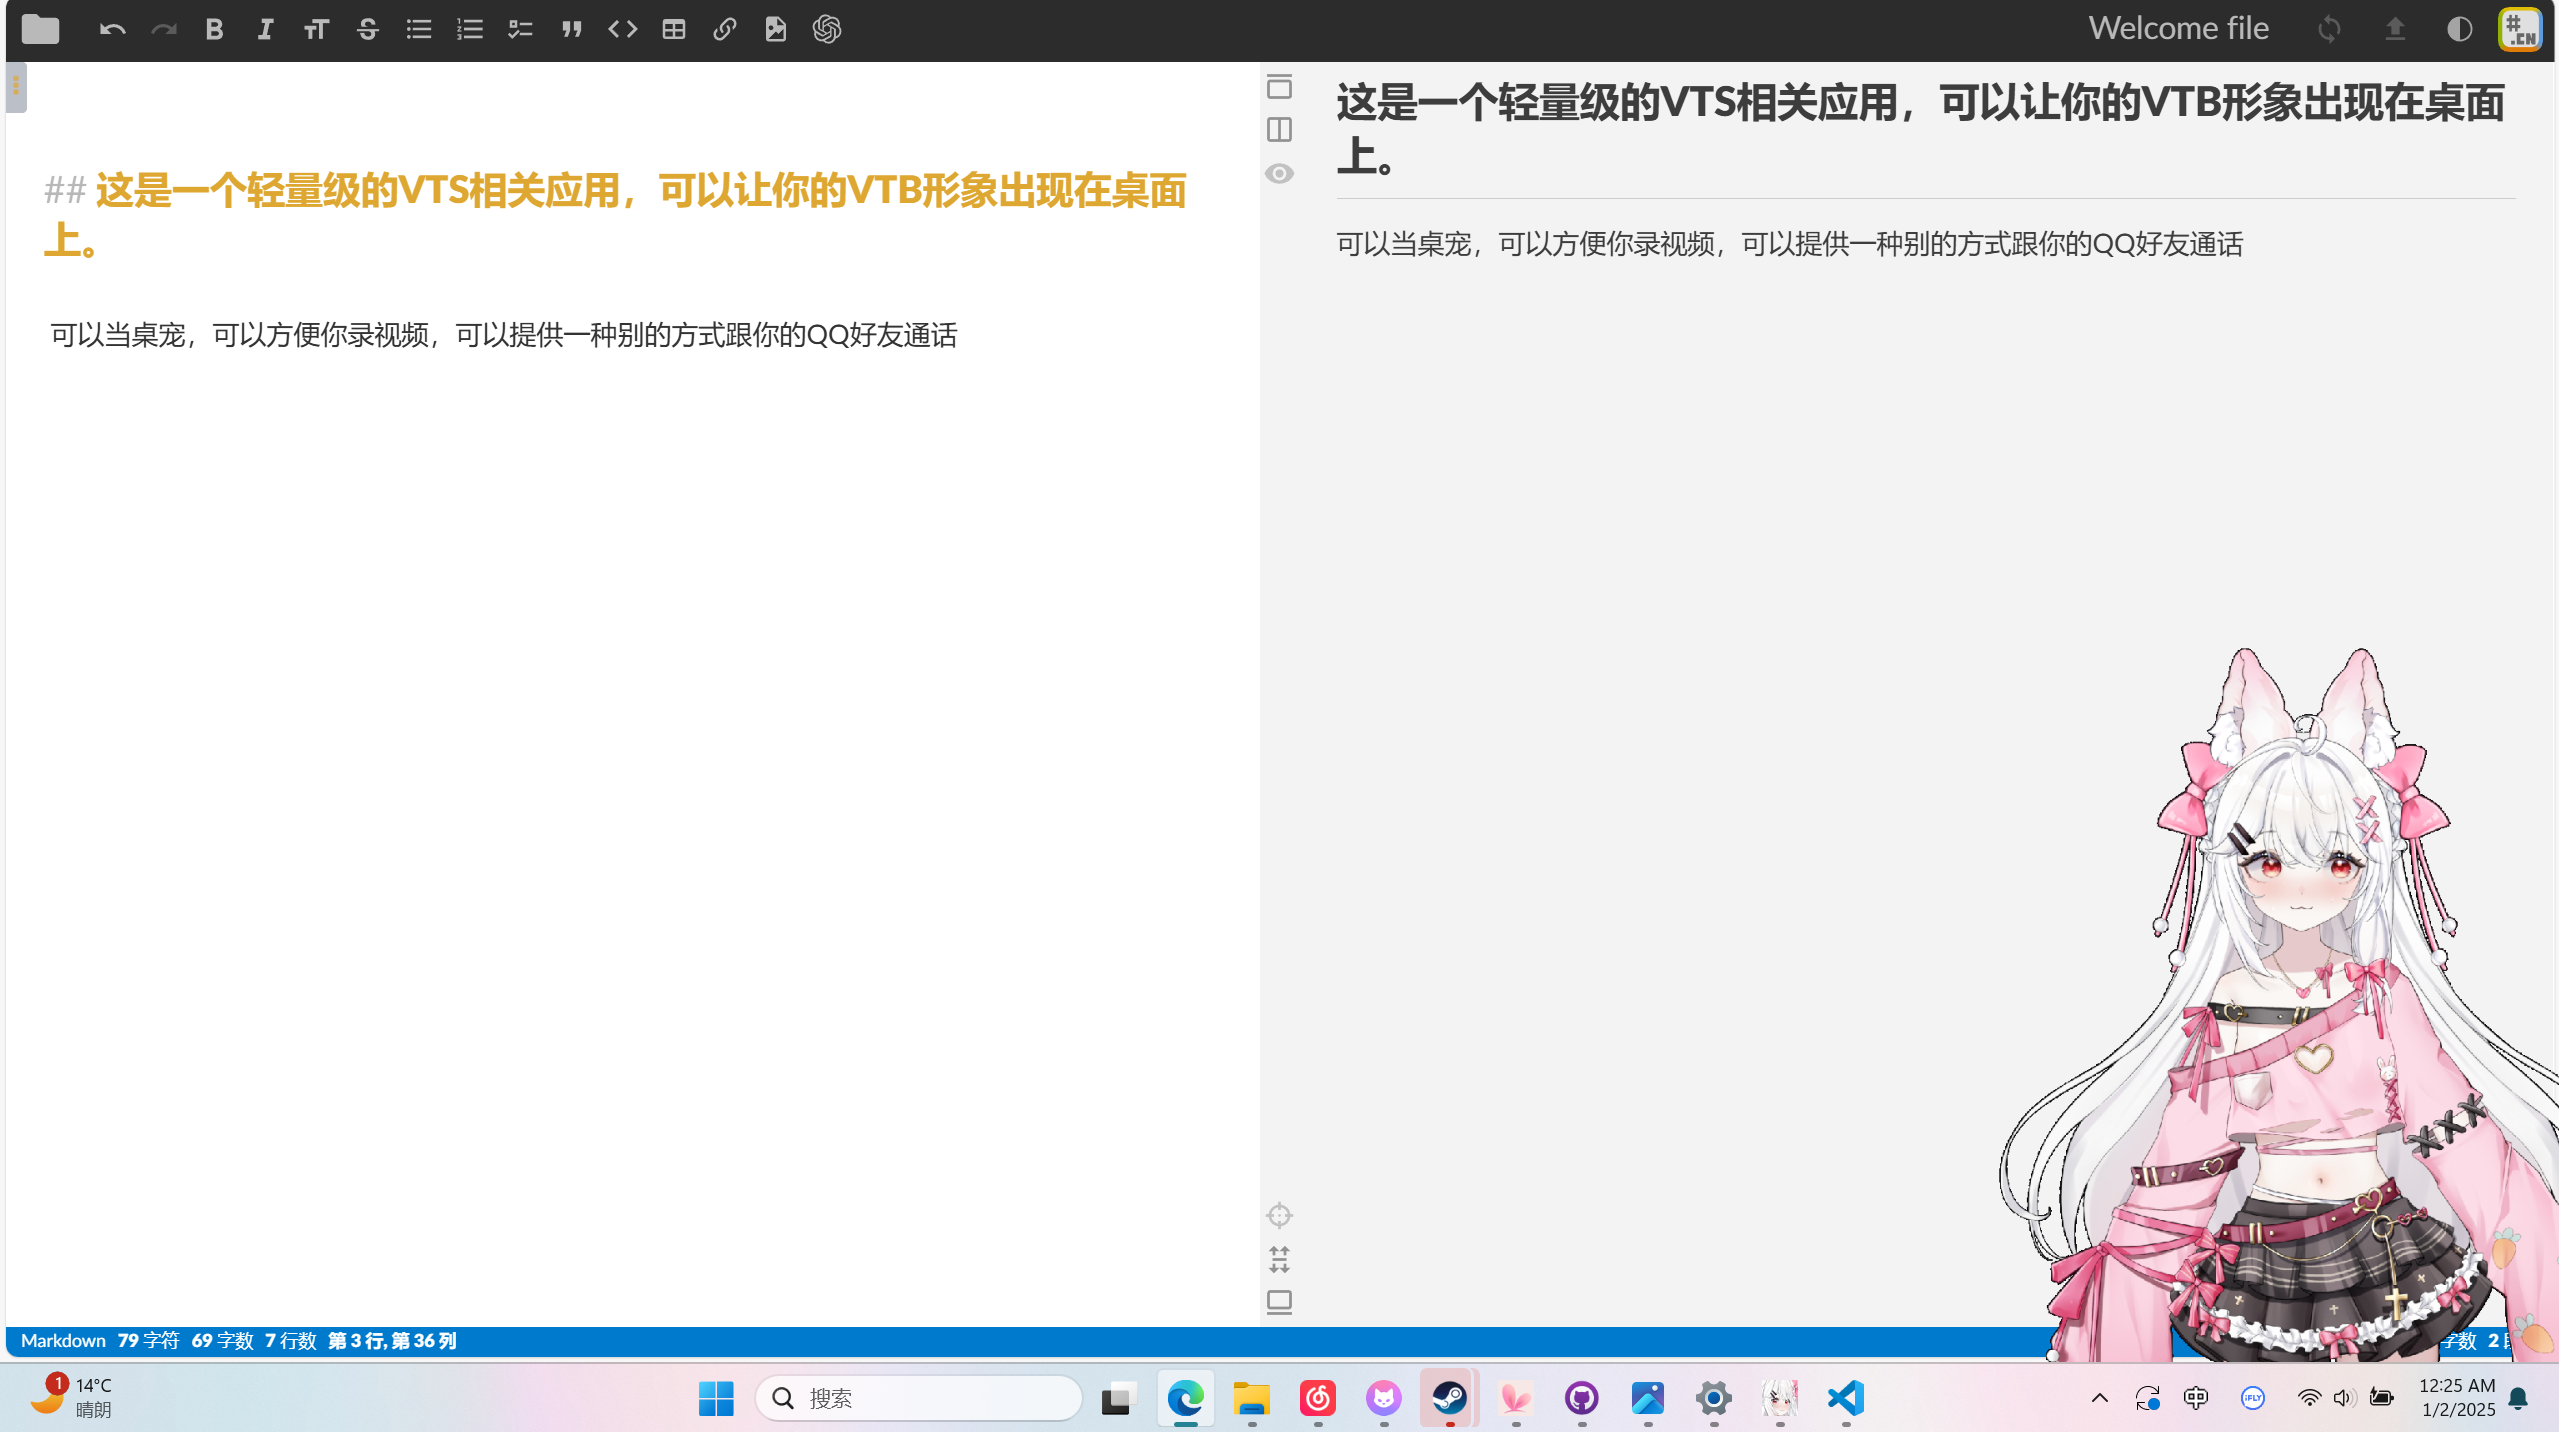 Welcome file
## 这是一个轻量级的VTS相关应用，可以让你的VTB形象出现在桌面
上。
可以当桌宠，可以方便你录视频，可以提供一种别的方式跟你的QQ好友通话
这是一个轻量级的VTS相关应用，可以让你的VTB形象出现在桌面
上。
可以当桌宠，可以方便你录视频，可以提供一种别的方式跟你的QQ好友通话
Markdown 79 字符 69 字数 7 行数 第 3 行, 第 36 列
字数 2
1
14°C
晴朗
搜索
中
iFLY
12:25 AM
1/2/2025
#.CN